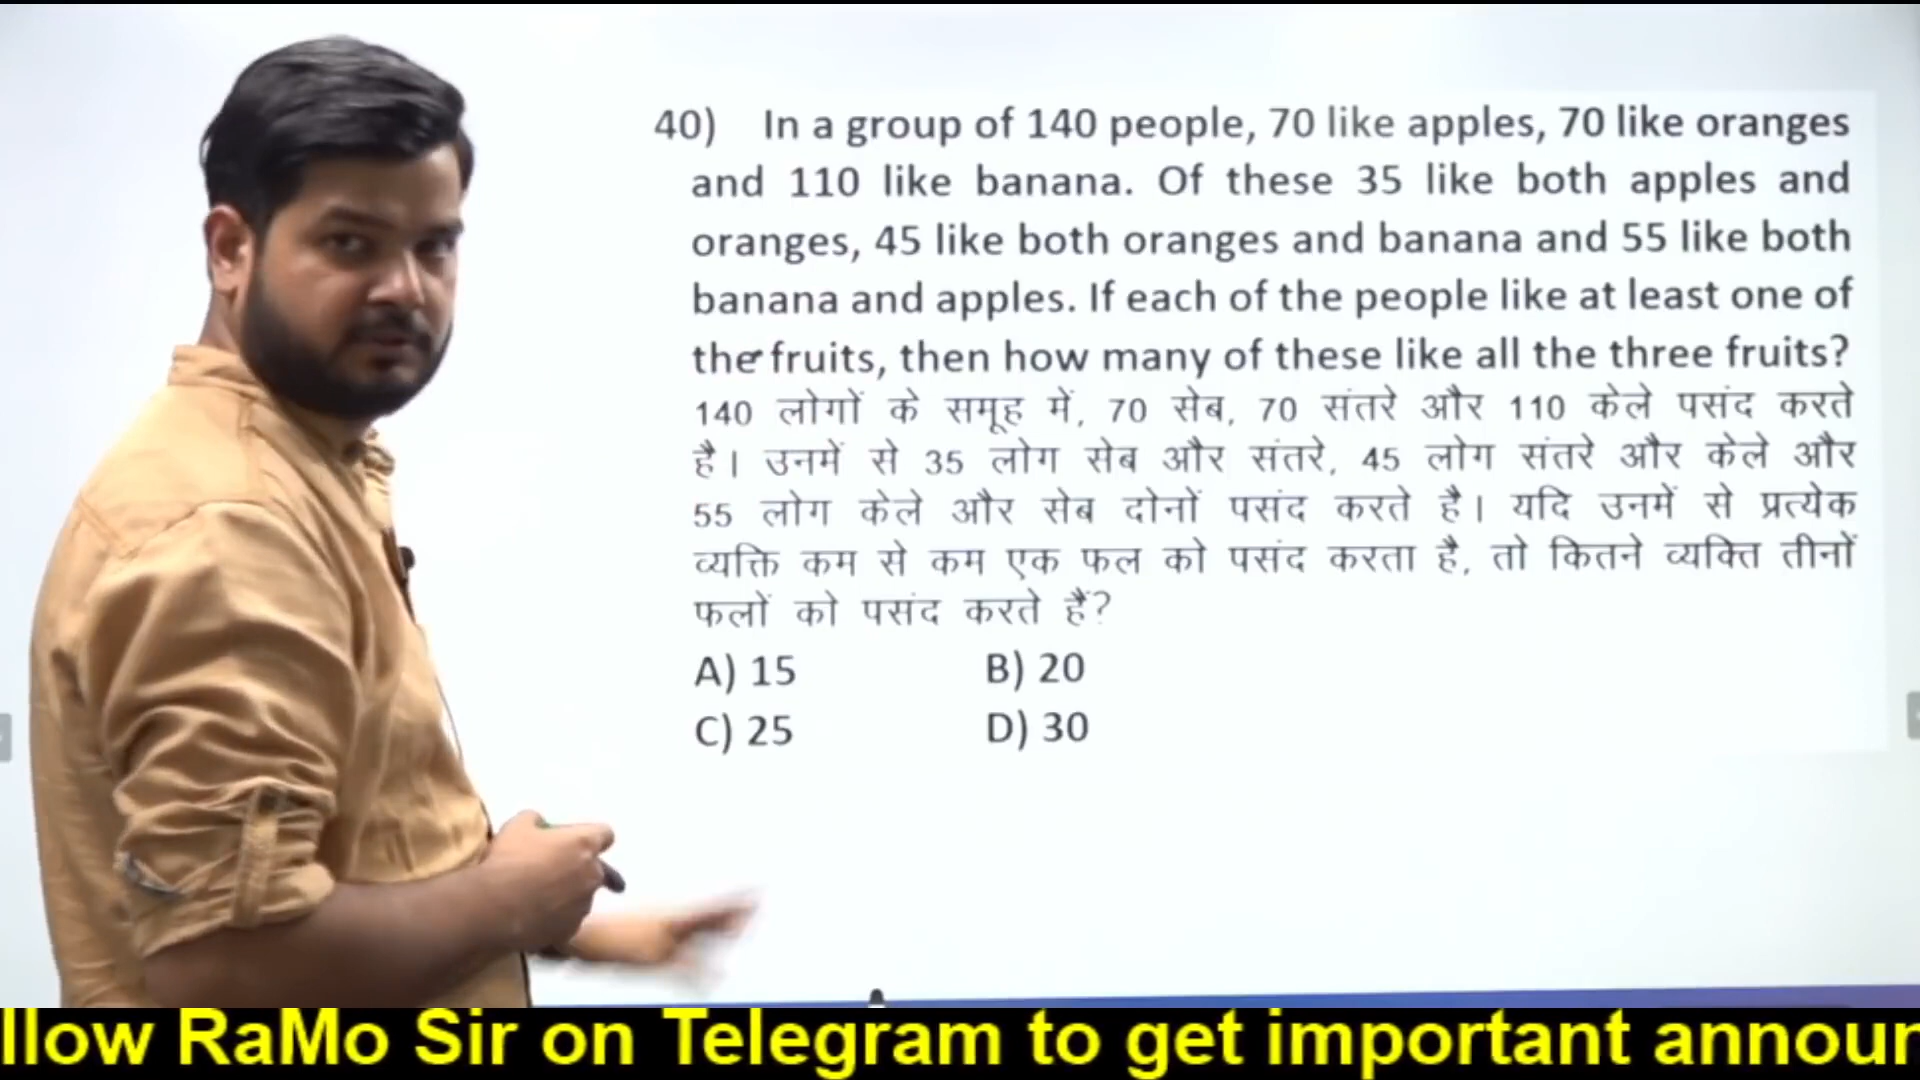 40) In a group of 140 people, 70 like apples, 70 like oranges
and 110 like banana. Of these 35 like both apples and
oranges, 45 like both oranges and banana and 55 like both
banana and apples. If each of the people like at least one of
the fruits, then how many of these like all the three fruits?
140 लोगों के समूह में, 70 सेब, 70 संतरे और 110 केले पसंद करते
है। उनमें से 35 लोग सेब और संतरे, 45 लोग संतरे और केले और
55 लोग केले और सेब दोनों पसंद करते है। यदि उनमें से प्रत्येक
व्यक्ति कम से कम एक फल को पसंद करता है, तो कितने व्यक्ति तीनों
फलों को पसंद करते हैं?
A) 15 B) 20
C) 25 D) 30
llow RaMo Sir on Telegram to get important announ